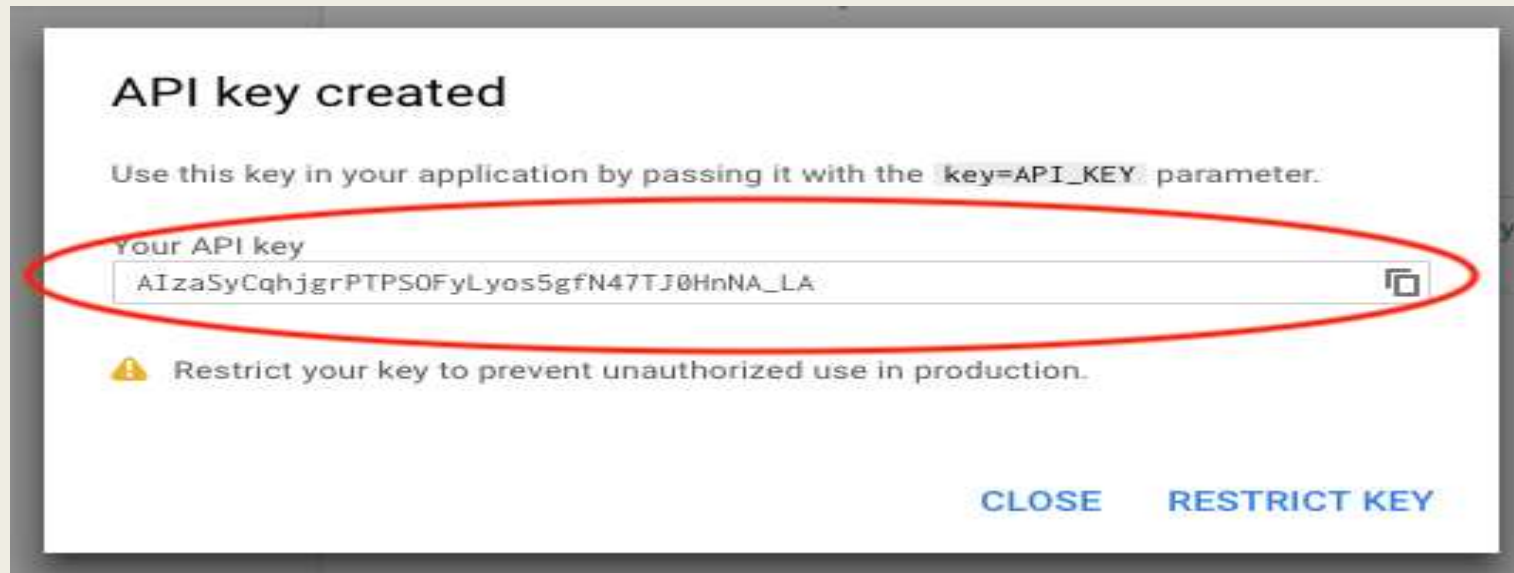 API key created
Use this key in your application by passing it with the key=API_KEY parameter.
Your API key
AIzaSyCqhjgrPTPSOFyLyos5gfN47TJ0HnNA_LA
Restrict your key to prevent unauthorized use in production.
CLOSE RESTRICT KEY